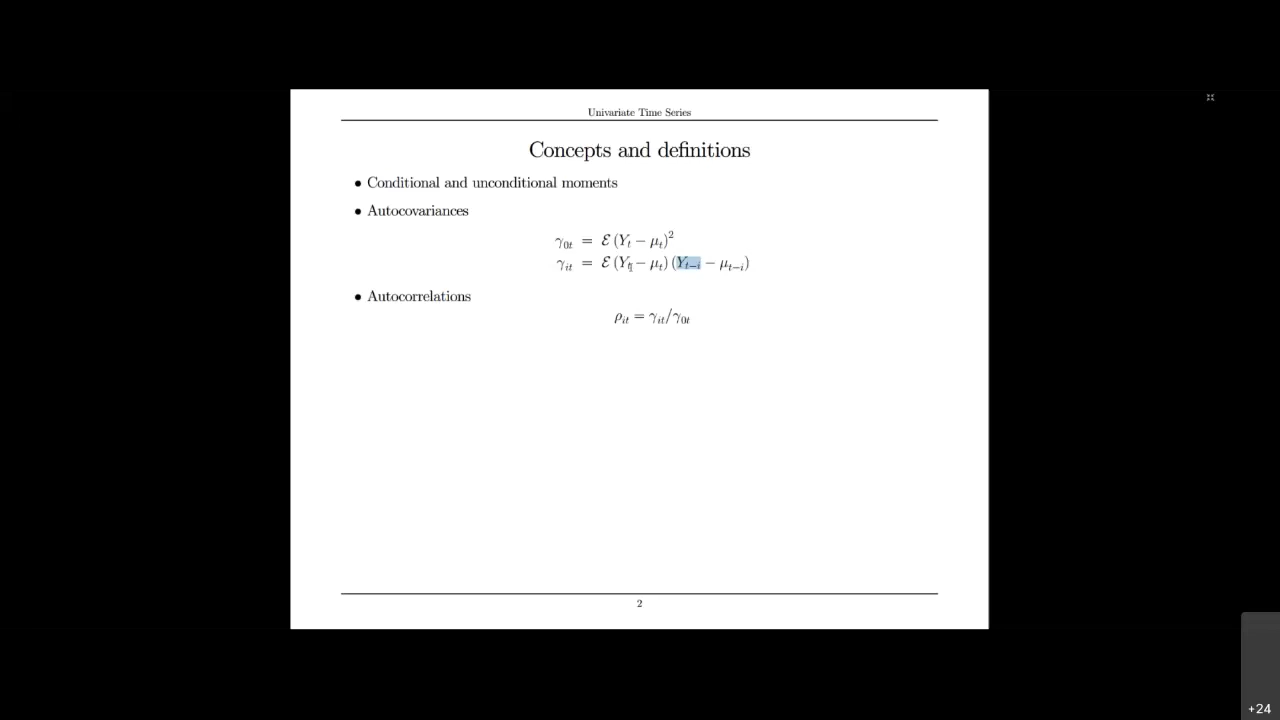 Univariate Time Series
Concepts and definitions
• Conditional and unconditional moments
• Autocovariances
γ₀ₜ = ℰ (Yₜ − μₜ)²
γᵢₜ = ℰ (Yₜ − μₜ) (Yₜ₋ᵢ − μₜ₋ᵢ)
• Autocorrelations
ρᵢₜ = γᵢₜ/γ₀ₜ
2
+24